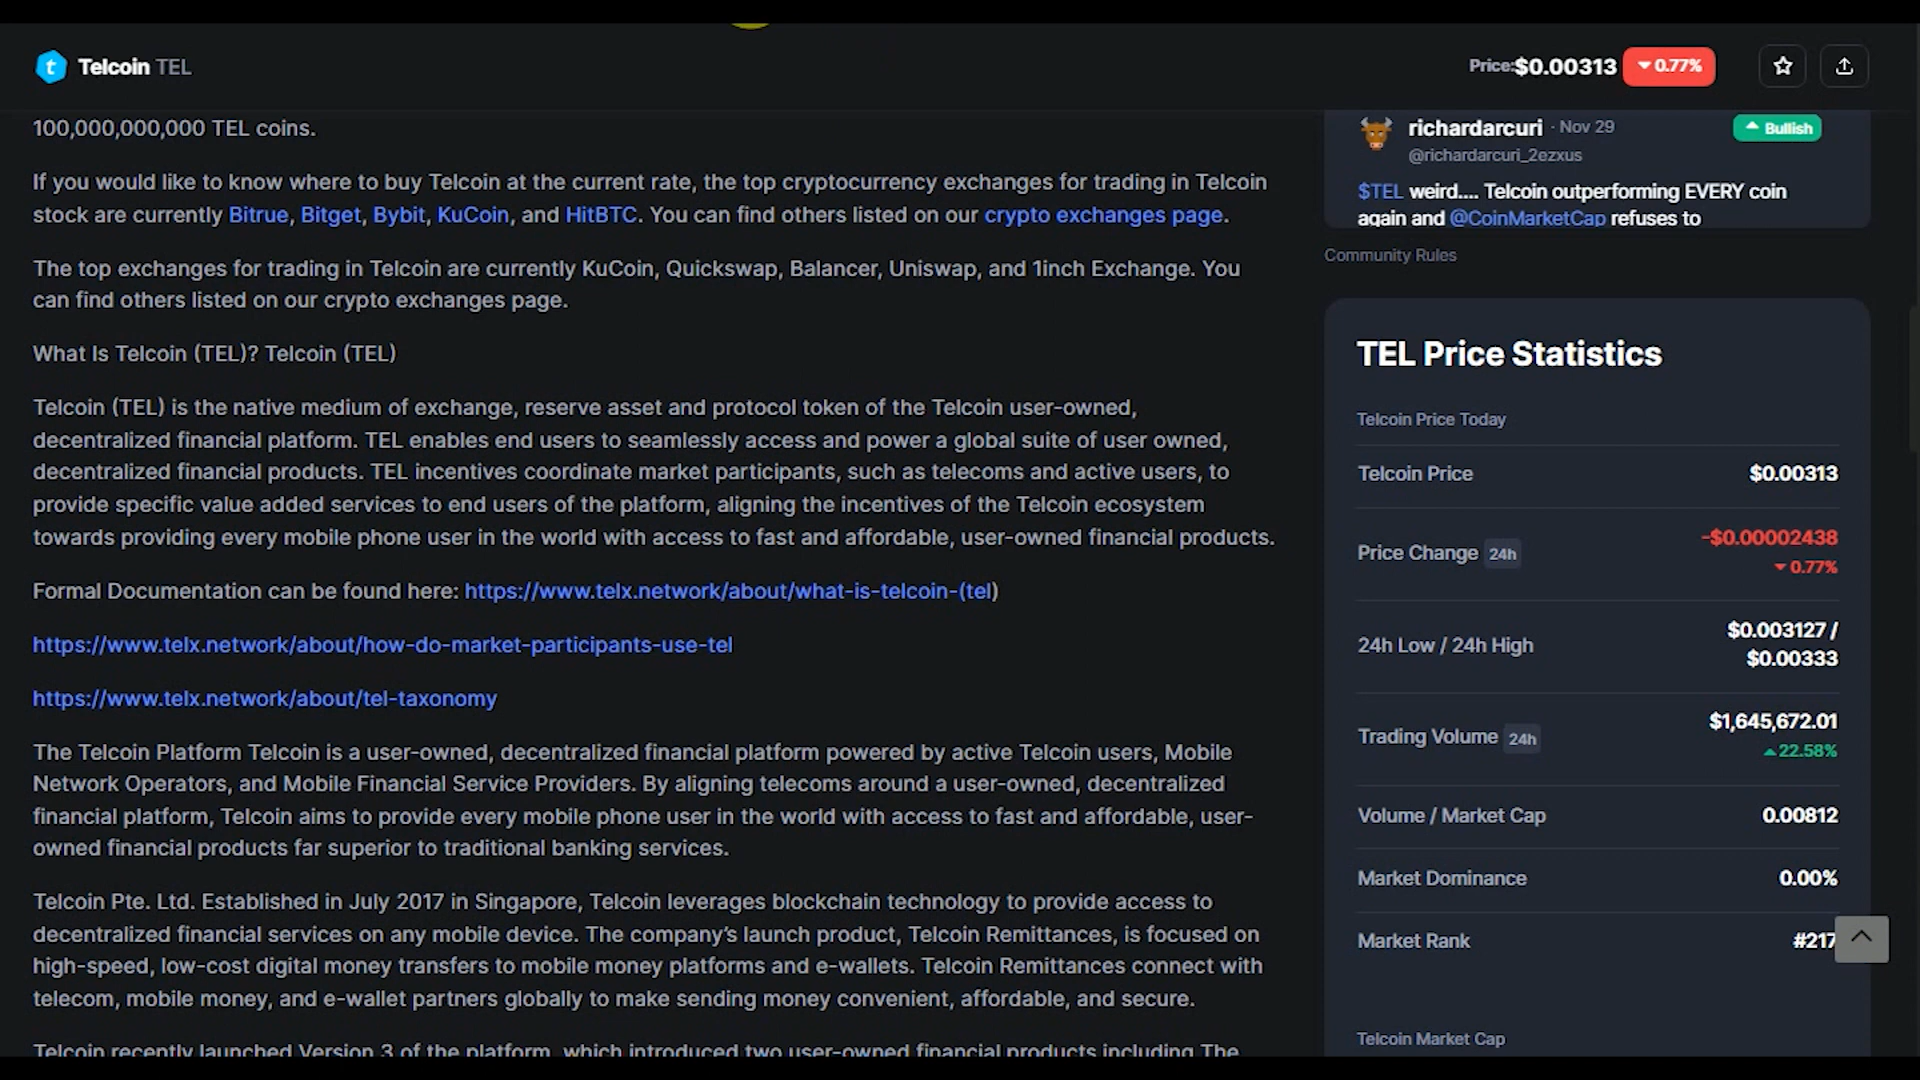 Telcoin TEL
Price:$0.00313 0.77%
100,000,000,000 TEL coins.
If you would like to know where to buy Telcoin at the current rate, the top cryptocurrency exchanges for trading in Telcoin
stock are currently Bitrue, Bitget, Bybit, KuCoin, and HitBTC. You can find others listed on our crypto exchanges page.
The top exchanges for trading in Telcoin are currently KuCoin, Quickswap, Balancer, Uniswap, and 1inch Exchange. You
can find others listed on our crypto exchanges page.
What Is Telcoin (TEL)? Telcoin (TEL)
Telcoin (TEL) is the native medium of exchange, reserve asset and protocol token of the Telcoin user-owned,
decentralized financial platform. TEL enables end users to seamlessly access and power a global suite of user owned,
decentralized financial products. TEL incentives coordinate market participants, such as telecoms and active users, to
provide specific value added services to end users of the platform, aligning the incentives of the Telcoin ecosystem
towards providing every mobile phone user in the world with access to fast and affordable, user-owned financial products.
Formal Documentation can be found here: https://www.telx.network/about/what-is-telcoin-(tel)
https://www.telx.network/about/how-do-market-participants-use-tel
https://www.telx.network/about/tel-taxonomy
The Telcoin Platform Telcoin is a user-owned, decentralized financial platform powered by active Telcoin users, Mobile
Network Operators, and Mobile Financial Service Providers. By aligning telecoms around a user-owned, decentralized
financial platform, Telcoin aims to provide every mobile phone user in the world with access to fast and affordable, user-
owned financial products far superior to traditional banking services.
Telcoin Pte. Ltd. Established in July 2017 in Singapore, Telcoin leverages blockchain technology to provide access to
decentralized financial services on any mobile device. The company's launch product, Telcoin Remittances, is focused on
high-speed, low-cost digital money transfers to mobile money platforms and e-wallets. Telcoin Remittances connect with
telecom, mobile money, and e-wallet partners globally to make sending money convenient, affordable, and secure.
Telcoin recently launched Version 3 of the platform, which introduced two user-owned financial products including The
richardarcuri · Nov 29
Bullish
@richardarcuri_2ezxus
$TEL weird.... Telcoin outperforming EVERY coin
again and @CoinMarketCap refuses to
Community Rules
TEL Price Statistics
Telcoin Price Today
Telcoin Price $0.00313
Price Change 24h -$0.00002438
0.77%
24h Low / 24h High $0.003127 /
$0.00333
Trading Volume 24h $1,645,672.01
22.58%
Volume / Market Cap 0.00812
Market Dominance 0.00%
Market Rank #217
Telcoin Market Cap